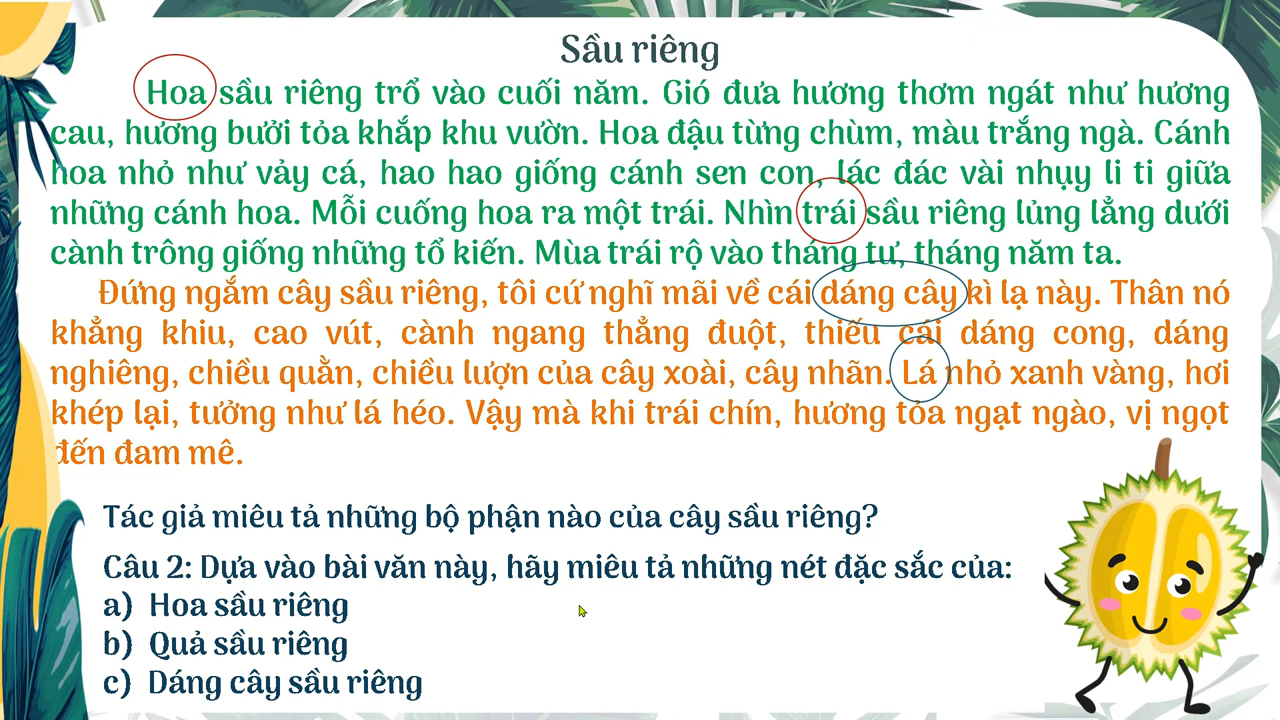 Sầu riêng
Hoa sầu riêng trổ vào cuối năm. Gió đưa hương thơm ngát như hương
cau, hương bưởi tỏa khắp khu vườn. Hoa đậu từng chùm, màu trắng ngà. Cánh
hoa nhỏ như vảy cá, hao hao giống cánh sen con, lác đác vài nhụy li ti giữa
những cánh hoa. Mỗi cuống hoa ra một trái. Nhìn trái sầu riêng lủng lẳng dưới
cành trông giống những tổ kiến. Mùa trái rộ vào tháng tư, tháng năm ta.
Đứng ngắm cây sầu riêng, tôi cứ nghĩ mãi về cái dáng cây kì lạ này. Thân nó
khẳng khiu, cao vút, cành ngang thẳng đuột, thiếu cái dáng cong, dáng
nghiêng, chiều quằn, chiều lượn của cây xoài, cây nhãn. Lá nhỏ xanh vàng, hơi
khép lại, tưởng như lá héo. Vậy mà khi trái chín, hương tỏa ngạt ngào, vị ngọt
đến đam mê.
Tác giả miêu tả những bộ phận nào của cây sầu riêng?
Câu 2: Dựa vào bài văn này, hãy miêu tả những nét đặc sắc của:
a) Hoa sầu riêng
b) Quả sầu riêng
c) Dáng cây sầu riêng